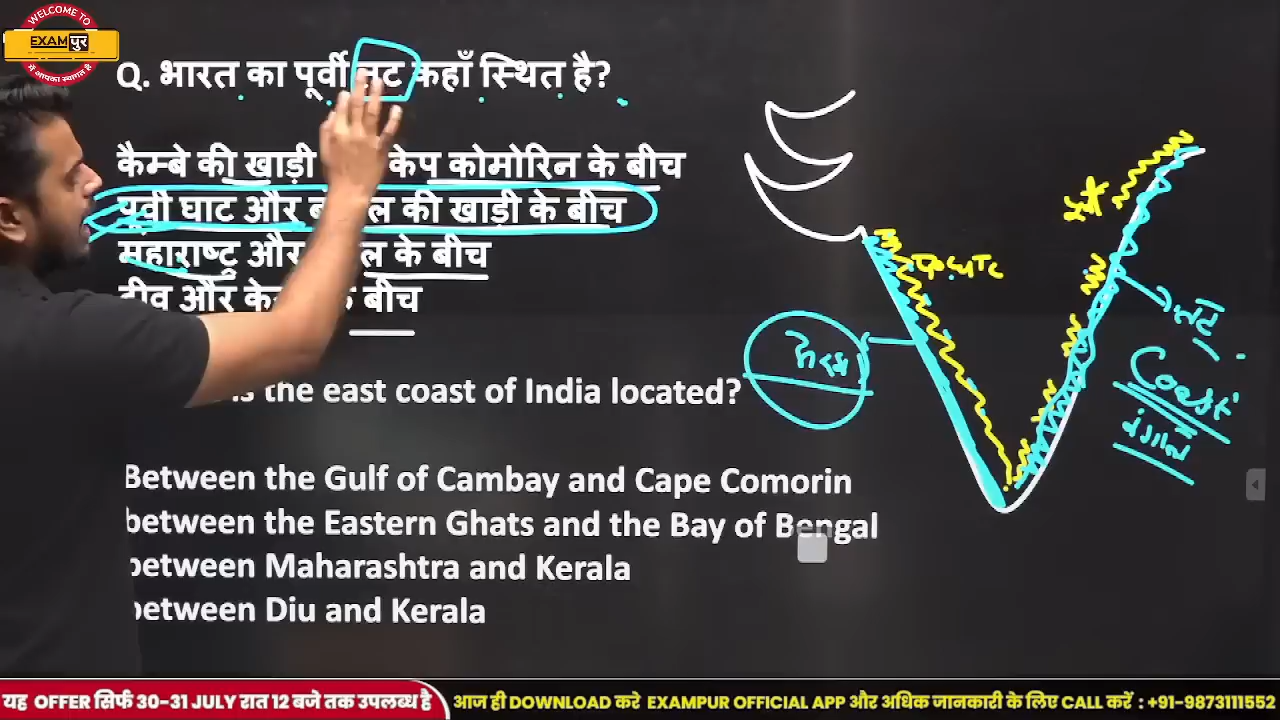 WELCOME TO
EXAMपुर
में आपका स्वागत है
Q. भारत का पूर्वी तट कहाँ स्थित है?
कैम्बे की खाड़ी केप कोमोरिन के बीच
पूर्वी घाट और की खाड़ी के बीच
महाराष्ट्र और के बीच
दीव और के बीच
the east coast of India located?
Between the Gulf of Cambay and Cape Comorin
between the Eastern Ghats and the Bay of Bengal
between Maharashtra and Kerala
between Diu and Kerala
तट
Coast
यह OFFER सिर्फ 30-31 JULY रात 12 बजे तक उपलब्ध है
आज ही DOWNLOAD करे EXAMPUR OFFICIAL APP और अधिक जानकारी के लिए CALL करें : +91-9873111552